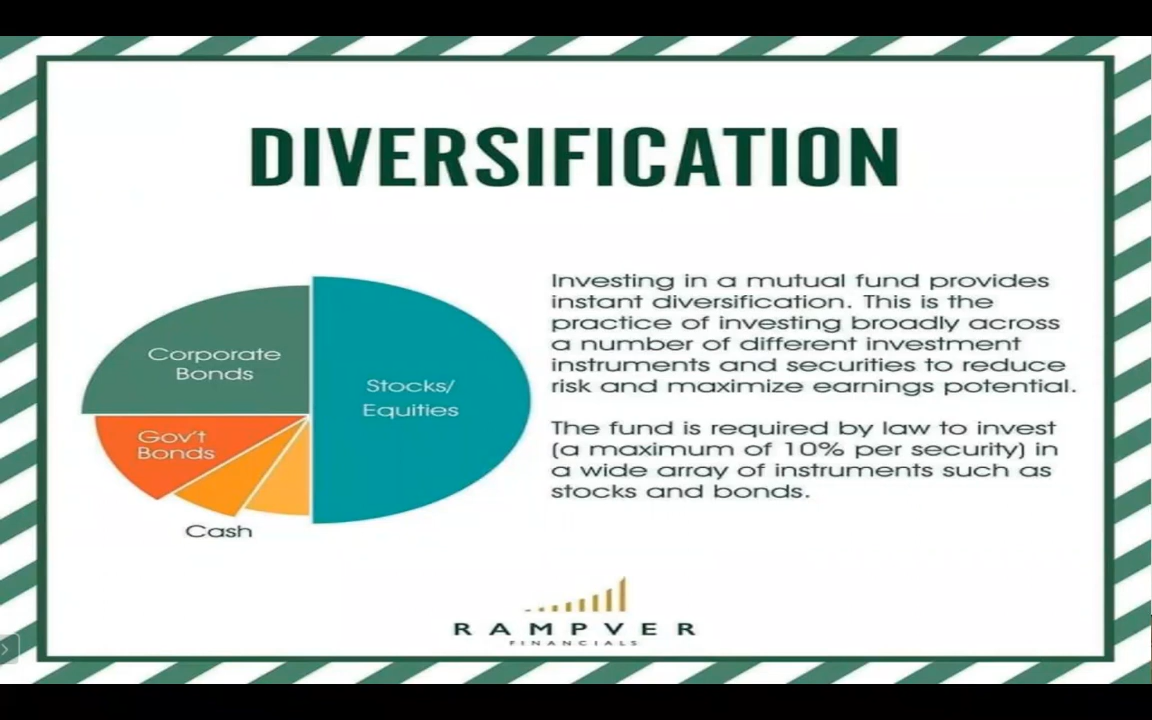 DIVERSIFICATION
Corporate
Bonds
Stocks/
Equities
Gov't
Bonds
Cash
Investing in a mutual fund provides
instant diversification. This is the
practice of investing broadly across
a number of different investment
instruments and securities to reduce
risk and maximize earnings potential.
The fund is required by law to invest
(a maximum of 10% per security) in
a wide array of instruments such as
stocks and bonds.
RAMPVER
FINANCIALS